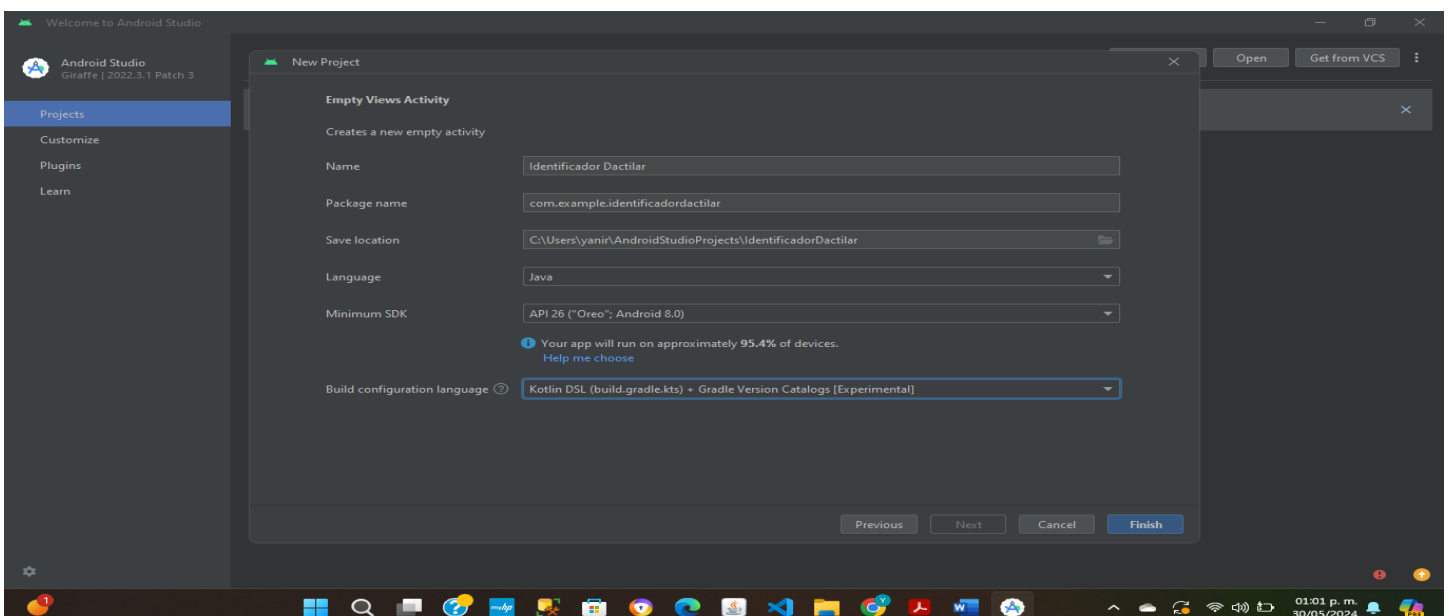 Welcome to Android Studio
Android Studio
Giraffe | 2022.3.1 Patch 3
Projects
Customize
Plugins
Learn
Open
Get from VCS
New Project
Empty Views Activity
Creates a new empty activity
Name
Identificador Dactilar
Package name
com.example.identificadordactilar
Save location
C:\Users\yanir\AndroidStudioProjects\IdentificadorDactilar
Language
Java
Minimum SDK
API 26 ("Oreo"; Android 8.0)
Your app will run on approximately 95.4% of devices.
Help me choose
Build configuration language
Kotlin DSL (build.gradle.kts) + Gradle Version Catalogs [Experimental]
Previous
Next
Cancel
Finish
1
mbp
01:01 p. m.
30/05/2024